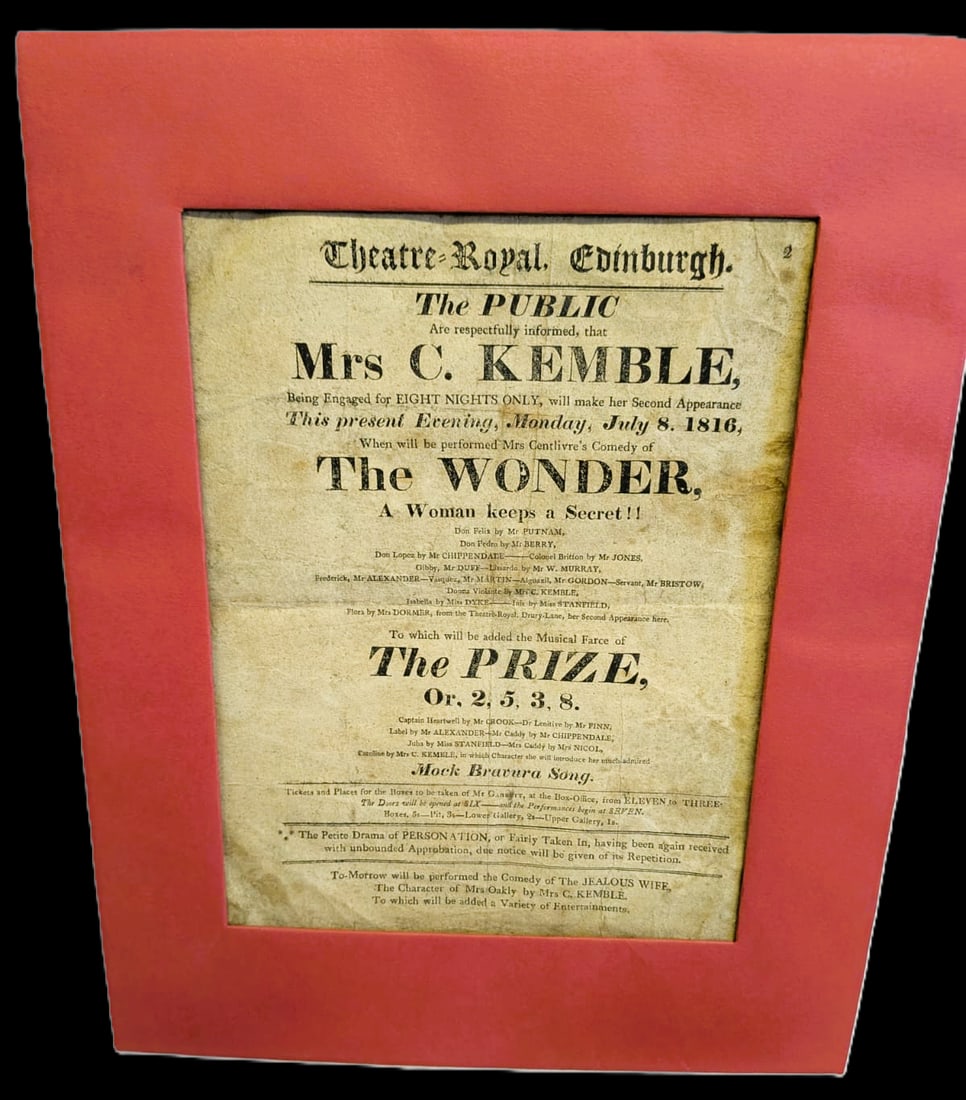 2
Theatre-Royal, Edinburgh.
The PUBLIC
Are respectfully informed, that
Mrs C. KEMBLE,
Being Engaged for EIGHT NIGHTS ONLY, will make her Second Appearance
This present Evening, Monday, July 8. 1816,
When will be performed Mrs Centlivre's Comedy of
The WONDER,
A Woman keeps a Secret!!
Don Felix by Mr PUTNAM,
Don Pedro by Mr BERRY,
Don Lopez by Mr CHIPPENDALE——Colonel Britton by Mr JONES,
Gibby, Mr DUFF—Lissardo by Mr W. MURRAY,
Frederick, Mr ALEXANDER—Vasquez, Mr MARTIN—Alguazil, Mr GORDON—Servant, Mr BRISTOW,
Donna Violante by Mrs C. KEMBLE,
Isabella by Miss DYKE——Inis by Miss STANFIELD,
Flora by Mrs DORMER, from the Theatre-Royal, Drury-Lane, her Second Appearance here.
To which will be added the Musical Farce of
The PRIZE,
Or, 2, 5, 3, 8.
Captain Heartwell by Mr CROOK—Dr Lenitive by Mr FINN,
Label by Mr ALEXANDER—Mr Caddy by Mr CHIPPENDALE,
Juba by Miss STANFIELD—Mrs Caddy by Mrs NICOL,
Caroline by Mrs C. KEMBLE, in which Character she will introduce her much-admired
Mock Bravura Song.
Tickets and Places for the Boxes to be taken of Mr at the Box-Office, from ELEVEN to THREE.
The Doors will be opened at SIX——and the Performances begin at SEVEN.
Boxes, 5s—Pit, 3s—Lower Gallery, 2s—Upper Gallery, 1s.
*⁎* The Petite Drama of PERSONATION, or Fairly Taken In, having been again received
with unbounded Approbation, due notice will be given of its Repetition.
To-Morrow will be performed the Comedy of The JEALOUS WIFE,
The Character of Mrs Oakly by Mrs C. KEMBLE.
To which will be added a Variety of Entertainments.